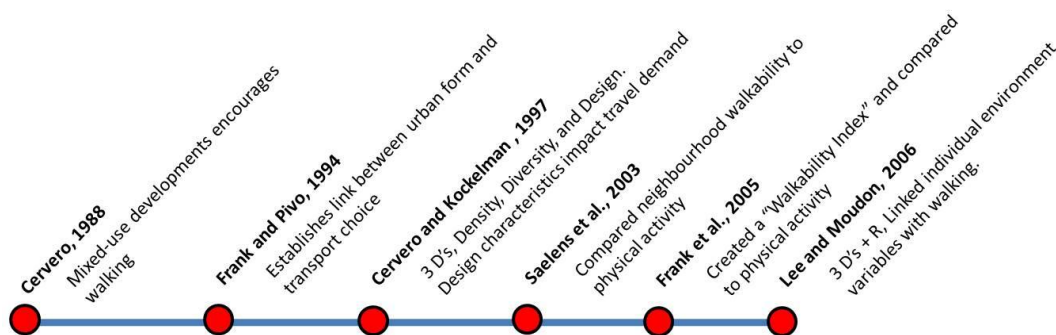 Cervero, 1988
Mixed-use developments encourages
walking
Frank and Pivo, 1994
Establishes link between urban form and
transport choice
Cervero and Kockelman , 1997
3 D's, Density, Diversity, and Design.
Design characteristics impact travel demand
Saelens et al., 2003
Compared neighbourhood walkability to
physical activity
Frank et al., 2005
Created a “Walkability Index” and compared
to physical activity
Lee and Moudon, 2006
3 D's + R, Linked individual environment
variables with walking.